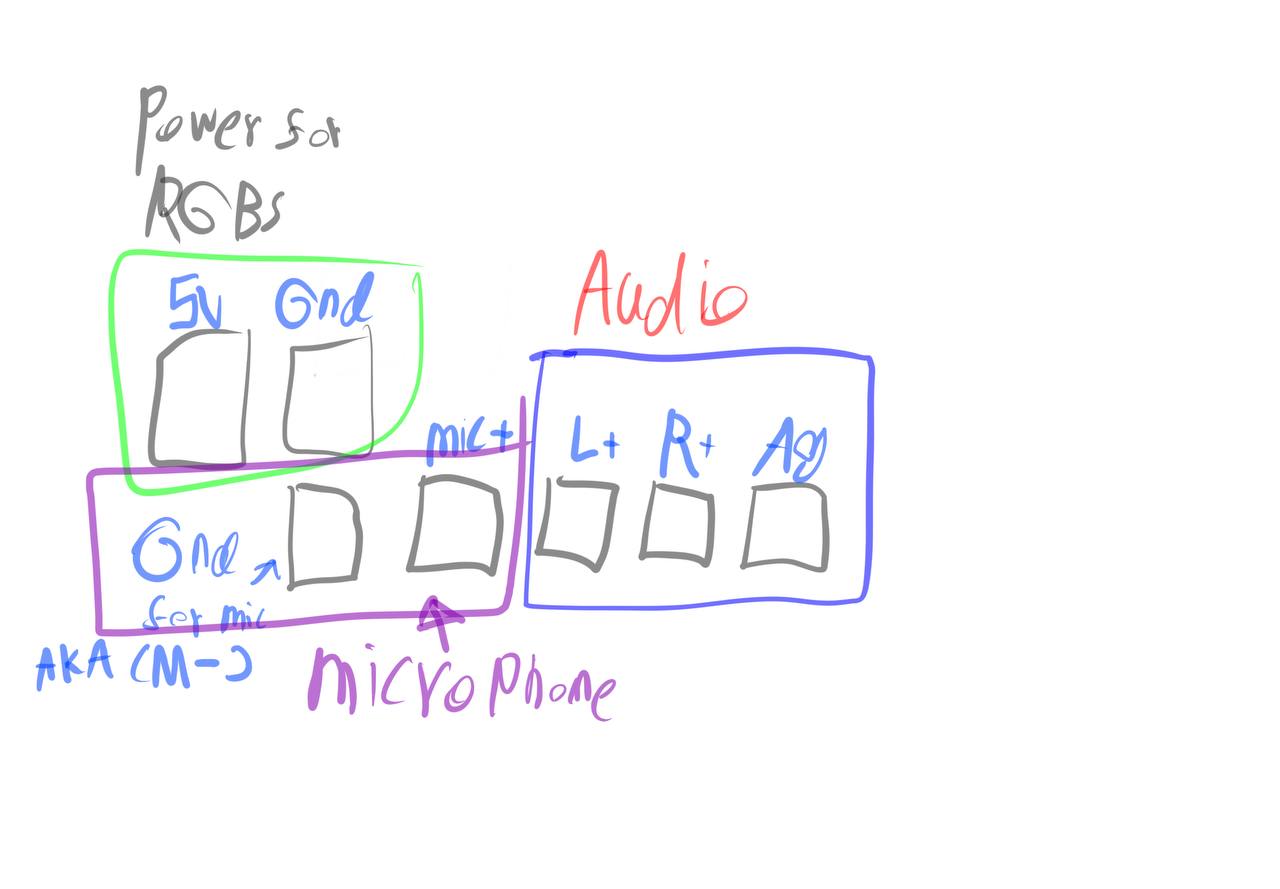 Power for
RGBs
5v Gnd
Audio
mic+ L+ R+ Ag
Gnd
for mic
AKA (M-)
microphone